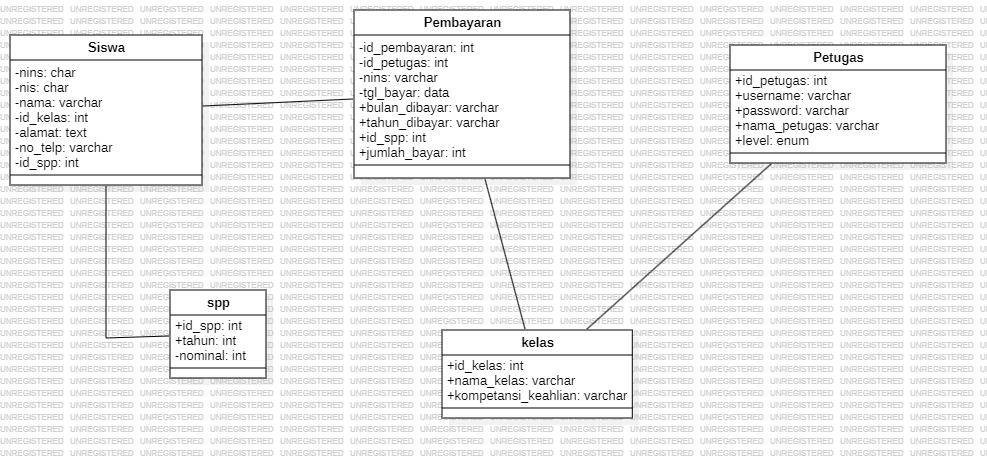 Siswa
-nins: char
-nis: char
-nama: varchar
-id_kelas: int
-alamat: text
-no_telp: varchar
-id_spp: int
Pembayaran
-id_pembayaran: int
-id_petugas: int
-nins: varchar
-tgl_bayar: data
+bulan_dibayar: varchar
+tahun_dibayar: varchar
+id_spp: int
+jumlah_bayar: int
Petugas
+id_petugas: int
+username: varchar
+password: varchar
+nama_petugas: varchar
+level: enum
spp
+id_spp: int
+tahun: int
-nominal: int
kelas
+id_kelas: int
+nama_kelas: varchar
+kompetansi_keahlian: varchar
UNREGISTERED